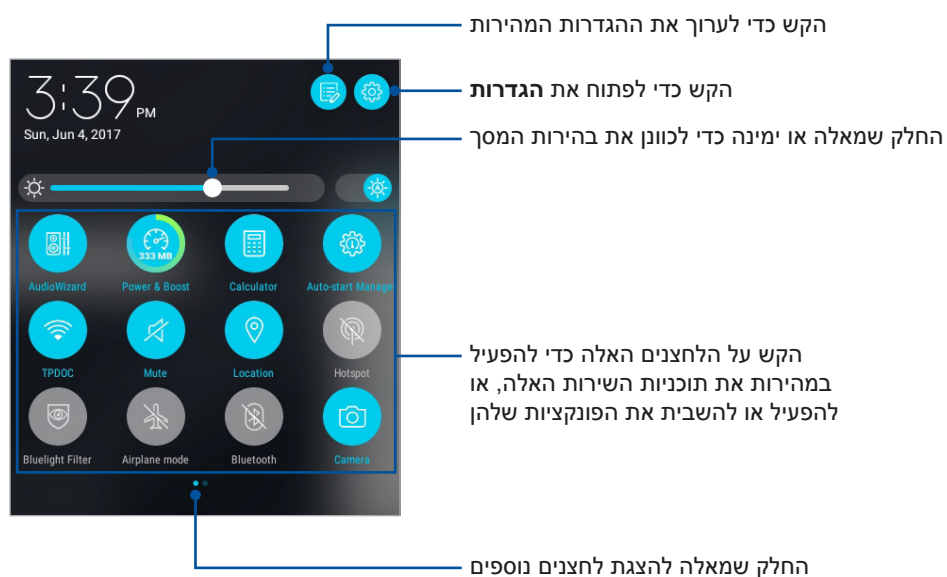 הקש כדי לערוך את ההגדרות המהירות
3:39 PM
Sun, Jun 4, 2017
הקש כדי לפתוח את הגדרות
החלק שמאלה או ימינה כדי לכוונן את בהירות המסך
A
333 MB
AudioWizard
Power & Boost
Calculator
Auto-start Manage
TPDOC
Mute
Location
Hotspot
הקש על הלחצנים האלה כדי להפעיל
במהירות את תוכניות השירות האלה, או
להפעיל או להשבית את הפונקציות שלהן
Bluelight Filter
Airplane mode
Bluetooth
Camera
החלק שמאלה להצגת לחצנים נוספים